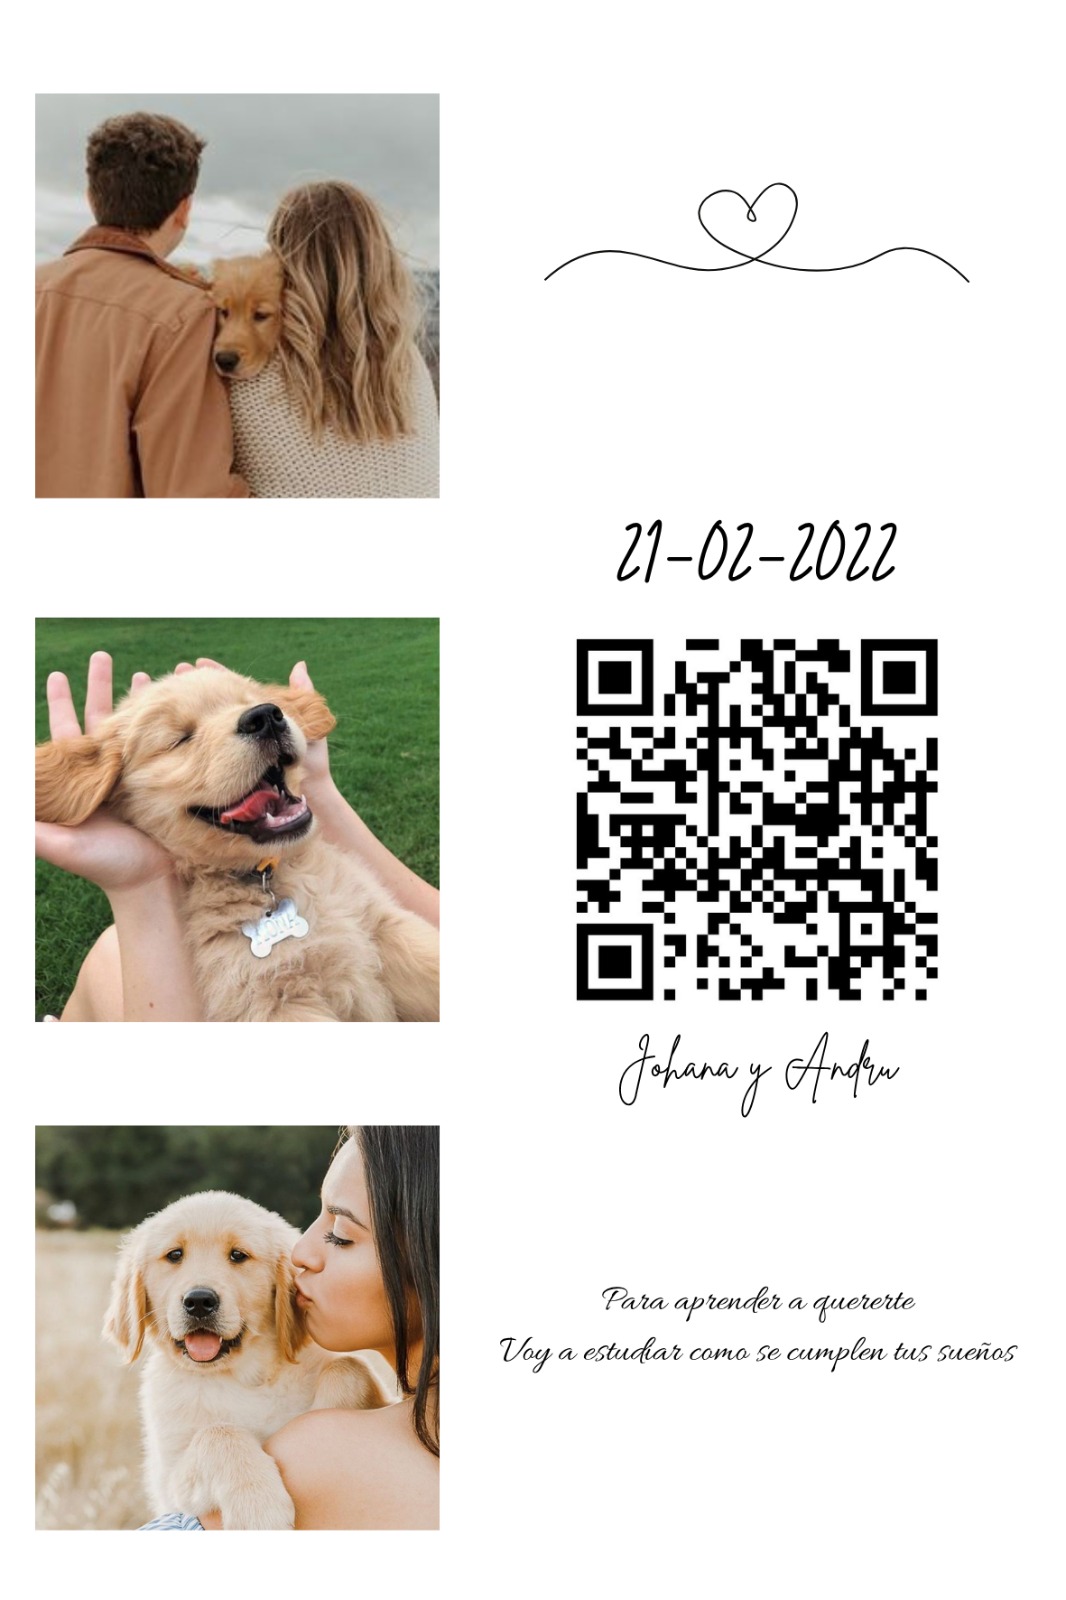 21-02-2022
Johana y Andru
Para aprender a quererte
Voy a estudiar como se cumplen tus sueños